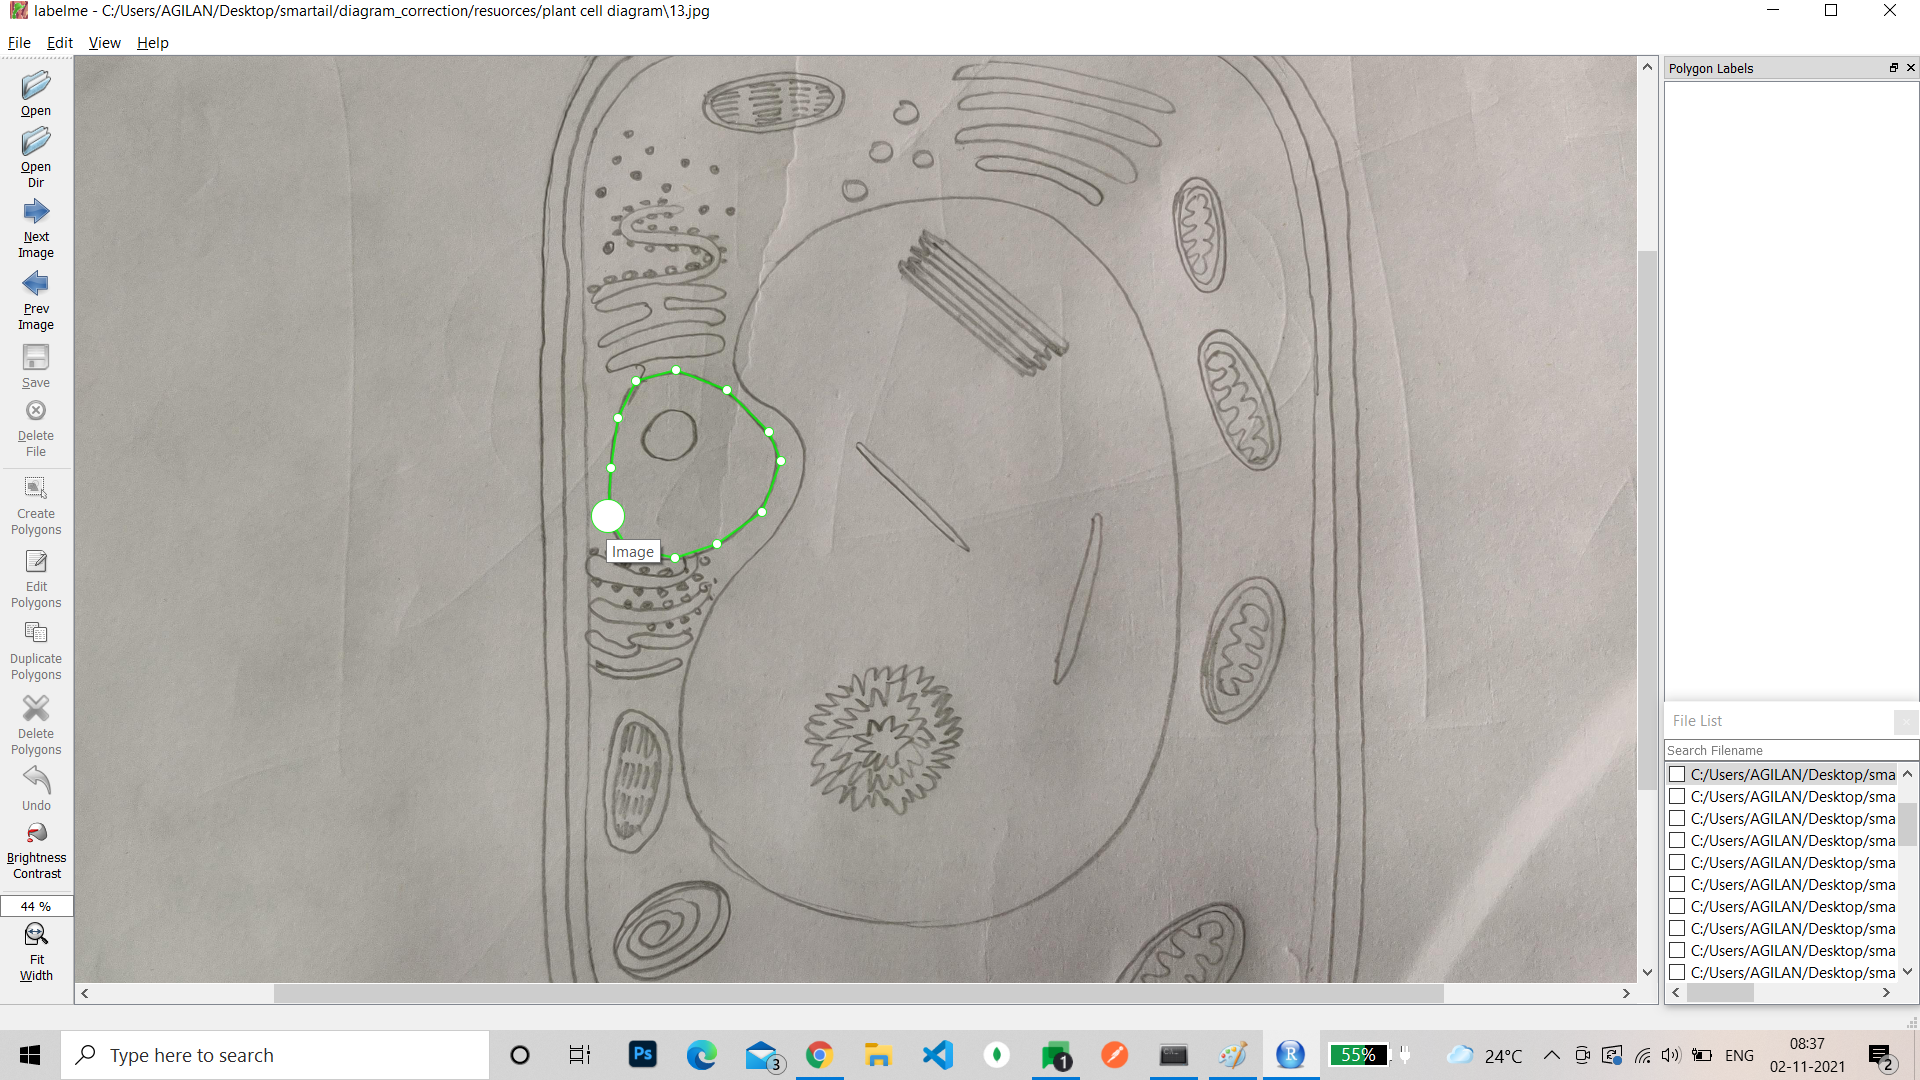 labelme - C:/Users/AGILAN/Desktop/smartail/diagram_correction/resuorces/plant cell diagram\13.jpg
File Edit View Help
Open
Open
Dir
Next
Image
Prev
Image
Save
Delete
File
Create
Polygons
Edit
Polygons
Duplicate
Polygons
Delete
Polygons
Undo
Brightness
Contrast
44 %
Fit
Width
Image
Polygon Labels
File List
Search Filename
C:/Users/AGILAN/Desktop/sma
C:/Users/AGILAN/Desktop/sma
C:/Users/AGILAN/Desktop/sma
C:/Users/AGILAN/Desktop/sma
C:/Users/AGILAN/Desktop/sma
C:/Users/AGILAN/Desktop/sma
C:/Users/AGILAN/Desktop/sma
C:/Users/AGILAN/Desktop/sma
C:/Users/AGILAN/Desktop/sma
C:/Users/AGILAN/Desktop/sma
Type here to search
Ps
3
1
R
55%
24°C
ENG
08:37
02-11-2021
2